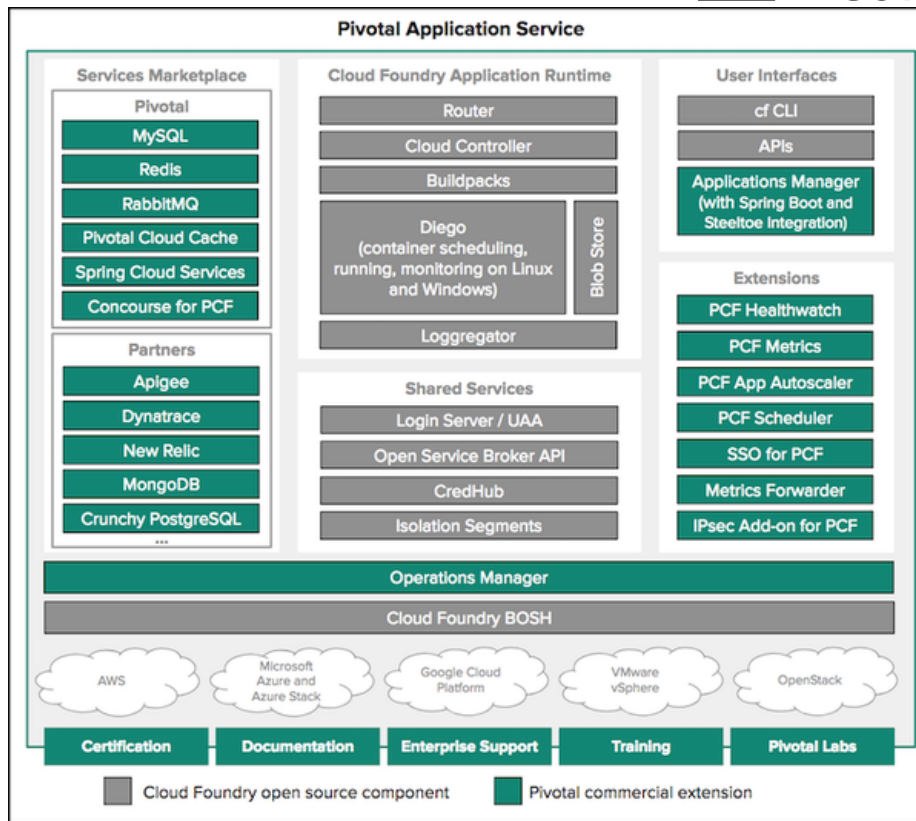 Pivotal Application Service
Services Marketplace
Pivotal
MySQL
Redis
RabbitMQ
Pivotal Cloud Cache
Spring Cloud Services
Concourse for PCF
Partners
Apigee
Dynatrace
New Relic
MongoDB
Crunchy PostgreSQL
...
Cloud Foundry Application Runtime
Router
Cloud Controller
Buildpacks
Diego
(container scheduling,
running, monitoring on Linux
and Windows)
Blob Store
Loggregator
Shared Services
Login Server / UAA
Open Service Broker API
CredHub
Isolation Segments
User Interfaces
cf CLI
APIs
Applications Manager
(with Spring Boot and
Steeltoe Integration)
Extensions
PCF Healthwatch
PCF Metrics
PCF App Autoscaler
PCF Scheduler
SSO for PCF
Metrics Forwarder
IPsec Add-on for PCF
Operations Manager
Cloud Foundry BOSH
AWS
Microsoft
Azure and
Azure Stack
Google Cloud
Platform
VMware
vSphere
OpenStack
Certification
Documentation
Enterprise Support
Training
Pivotal Labs
Cloud Foundry open source component
Pivotal commercial extension